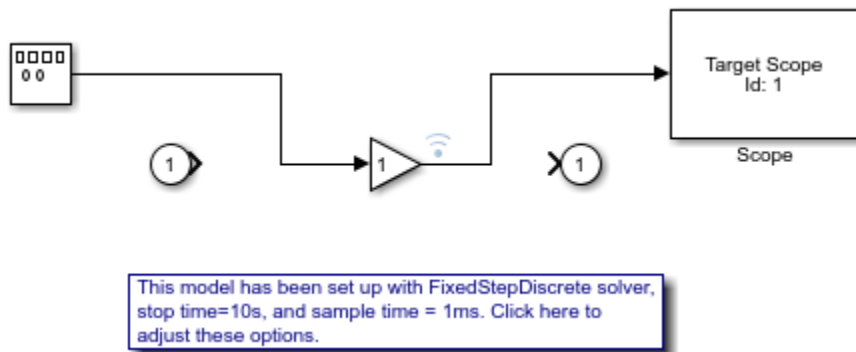 Target Scope
Id: 1
1
1
1
Scope
This model has been set up with FixedStepDiscrete solver,
stop time=10s, and sample time = 1ms. Click here to
adjust these options.